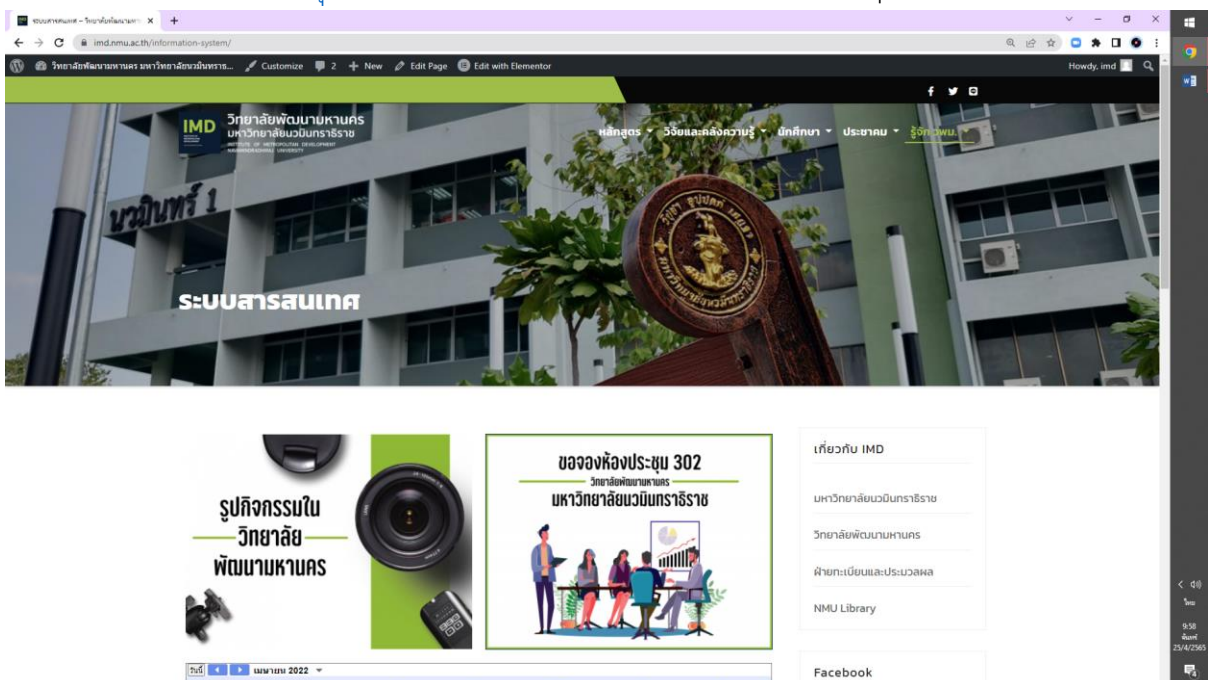 ระบบสารสนเทศ – วิทยาลัยพัฒนามหา
imd.nmu.ac.th/information-system/
วิทยาลัยพัฒนามหานคร มหาวิทยาลัยนวมินทราธ... Customize 2 New Edit Page Edit with Elementor Howdy, imd
IMD
วิทยาลัยพัฒนามหานคร
มหาวิทยาลัยนวมินทราธิราช
INSTITUTE OF METROPOLITAN DEVELOPMENT
NAVAMINDRADHIRAJ UNIVERSITY
หลักสูตร วิจัยและคลังความรู้ นักศึกษา ประชาคม รู้จัก วพม.
นวมินทร์ 1
ระบบสารสนเทศ
รูปกิจกรรมใน
วิทยาลัย
พัฒนามหานคร
ขอจองห้องประชุม 302
วิทยาลัยพัฒนามหานคร
มหาวิทยาลัยนวมินทราธิราช
เกี่ยวกับ IMD
มหาวิทยาลัยนวมินทราธิราช
วิทยาลัยพัฒนามหานคร
ฝ่ายทะเบียนและประมวลผล
NMU Library
Facebook
วันนี้ เมษายน 2022
ไทย
9:58
จันทร์
25/4/2565